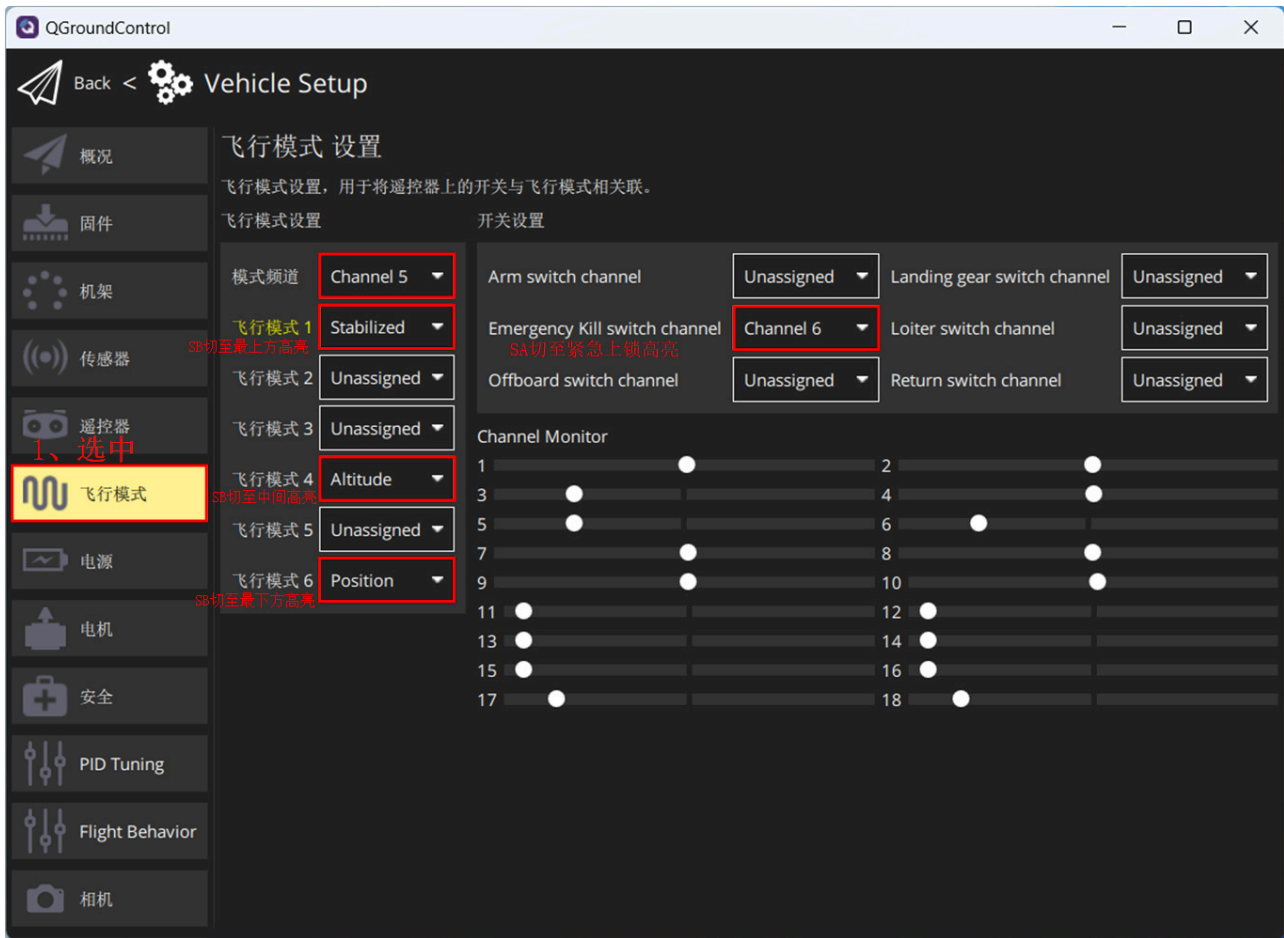 QGroundControl
Back < Vehicle Setup
概况
固件
机架
传感器
遥控器
1、选中
飞行模式
电源
电机
安全
PID Tuning
Flight Behavior
相机
飞行模式 设置
飞行模式设置，用于将遥控器上的开关与飞行模式相关联。
飞行模式设置
模式频道 Channel 5
飞行模式 1 Stabilized
SB切至最上方高亮
飞行模式 2 Unassigned
飞行模式 3 Unassigned
飞行模式 4 Altitude
SB切至中间高亮
飞行模式 5 Unassigned
飞行模式 6 Position
SB切至最下方高亮
开关设置
Arm switch channel Unassigned Landing gear switch channel Unassigned
Emergency Kill switch channel Channel 6 Loiter switch channel Unassigned
SA切至紧急上锁高亮
Offboard switch channel Unassigned Return switch channel Unassigned
Channel Monitor
1 2
3 4
5 6
7 8
9 10
11 12
13 14
15 16
17 18